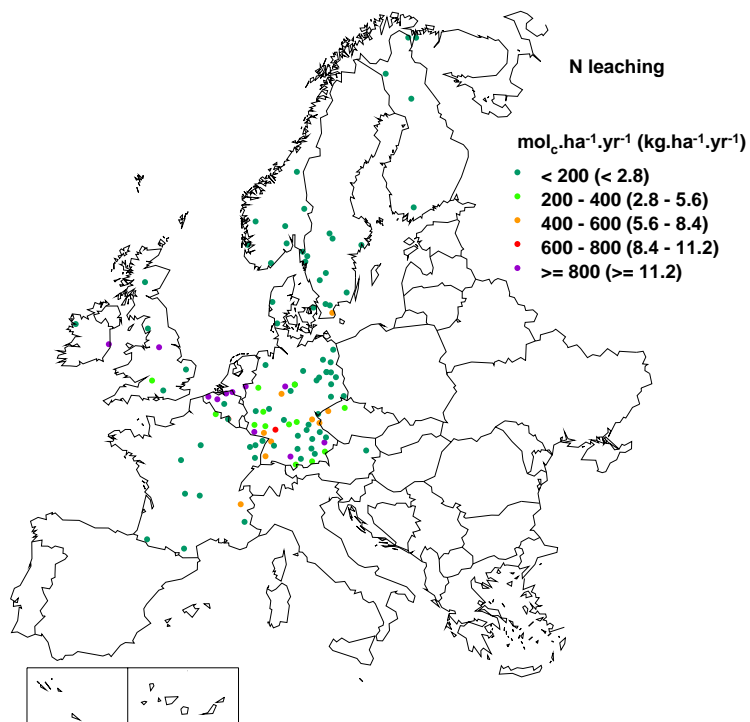 N leaching
mol_c.ha⁻¹.yr⁻¹ (kg.ha⁻¹.yr⁻¹)
< 200 (< 2.8)
200 - 400 (2.8 - 5.6)
400 - 600 (5.6 - 8.4)
600 - 800 (8.4 - 11.2)
>= 800 (>= 11.2)